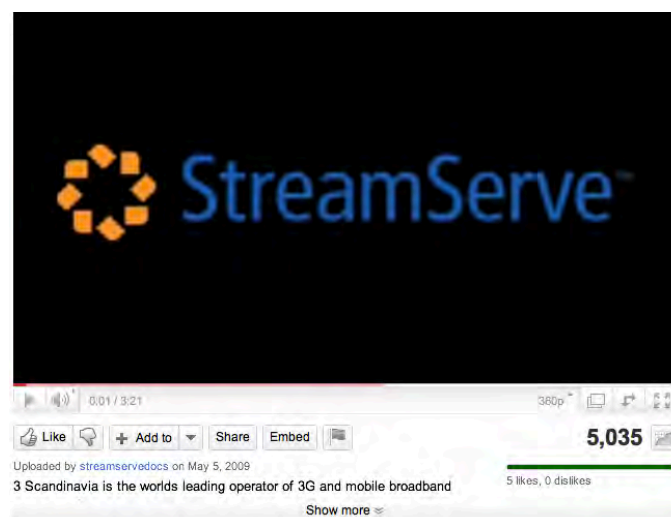 StreamServe™
0:01 / 3:21
360p
Like
Add to
Share
Embed
5,035
Uploaded by streamservedocs on May 5, 2009
5 likes, 0 dislikes
3 Scandinavia is the worlds leading operator of 3G and mobile broadband
Show more